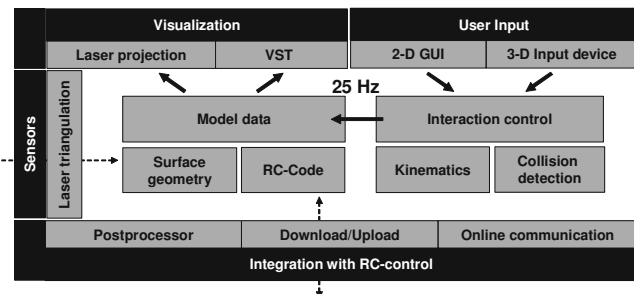 Visualization
User Input
Laser projection
VST
2-D GUI
3-D Input device
25 Hz
Sensors
Laser triangulation
Model data
Interaction control
Surface
geometry
RC-Code
Kinematics
Collision
detection
Postprocessor
Download/Upload
Online communication
Integration with RC-control